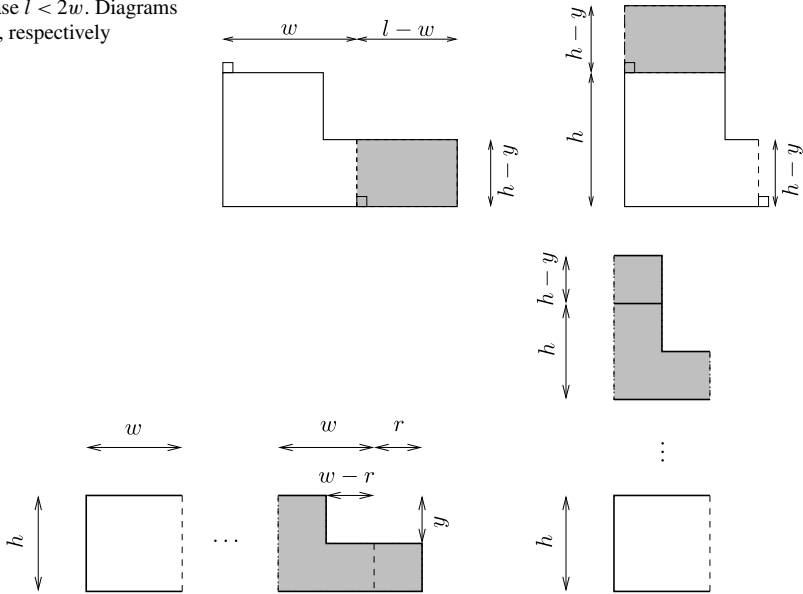 ase l < 2w. Diagrams
, respectively
w
l − w
h − y
h − y
h
h − y
h − y
h
w
w
r
w − r
h
· · ·
y
⋮
h